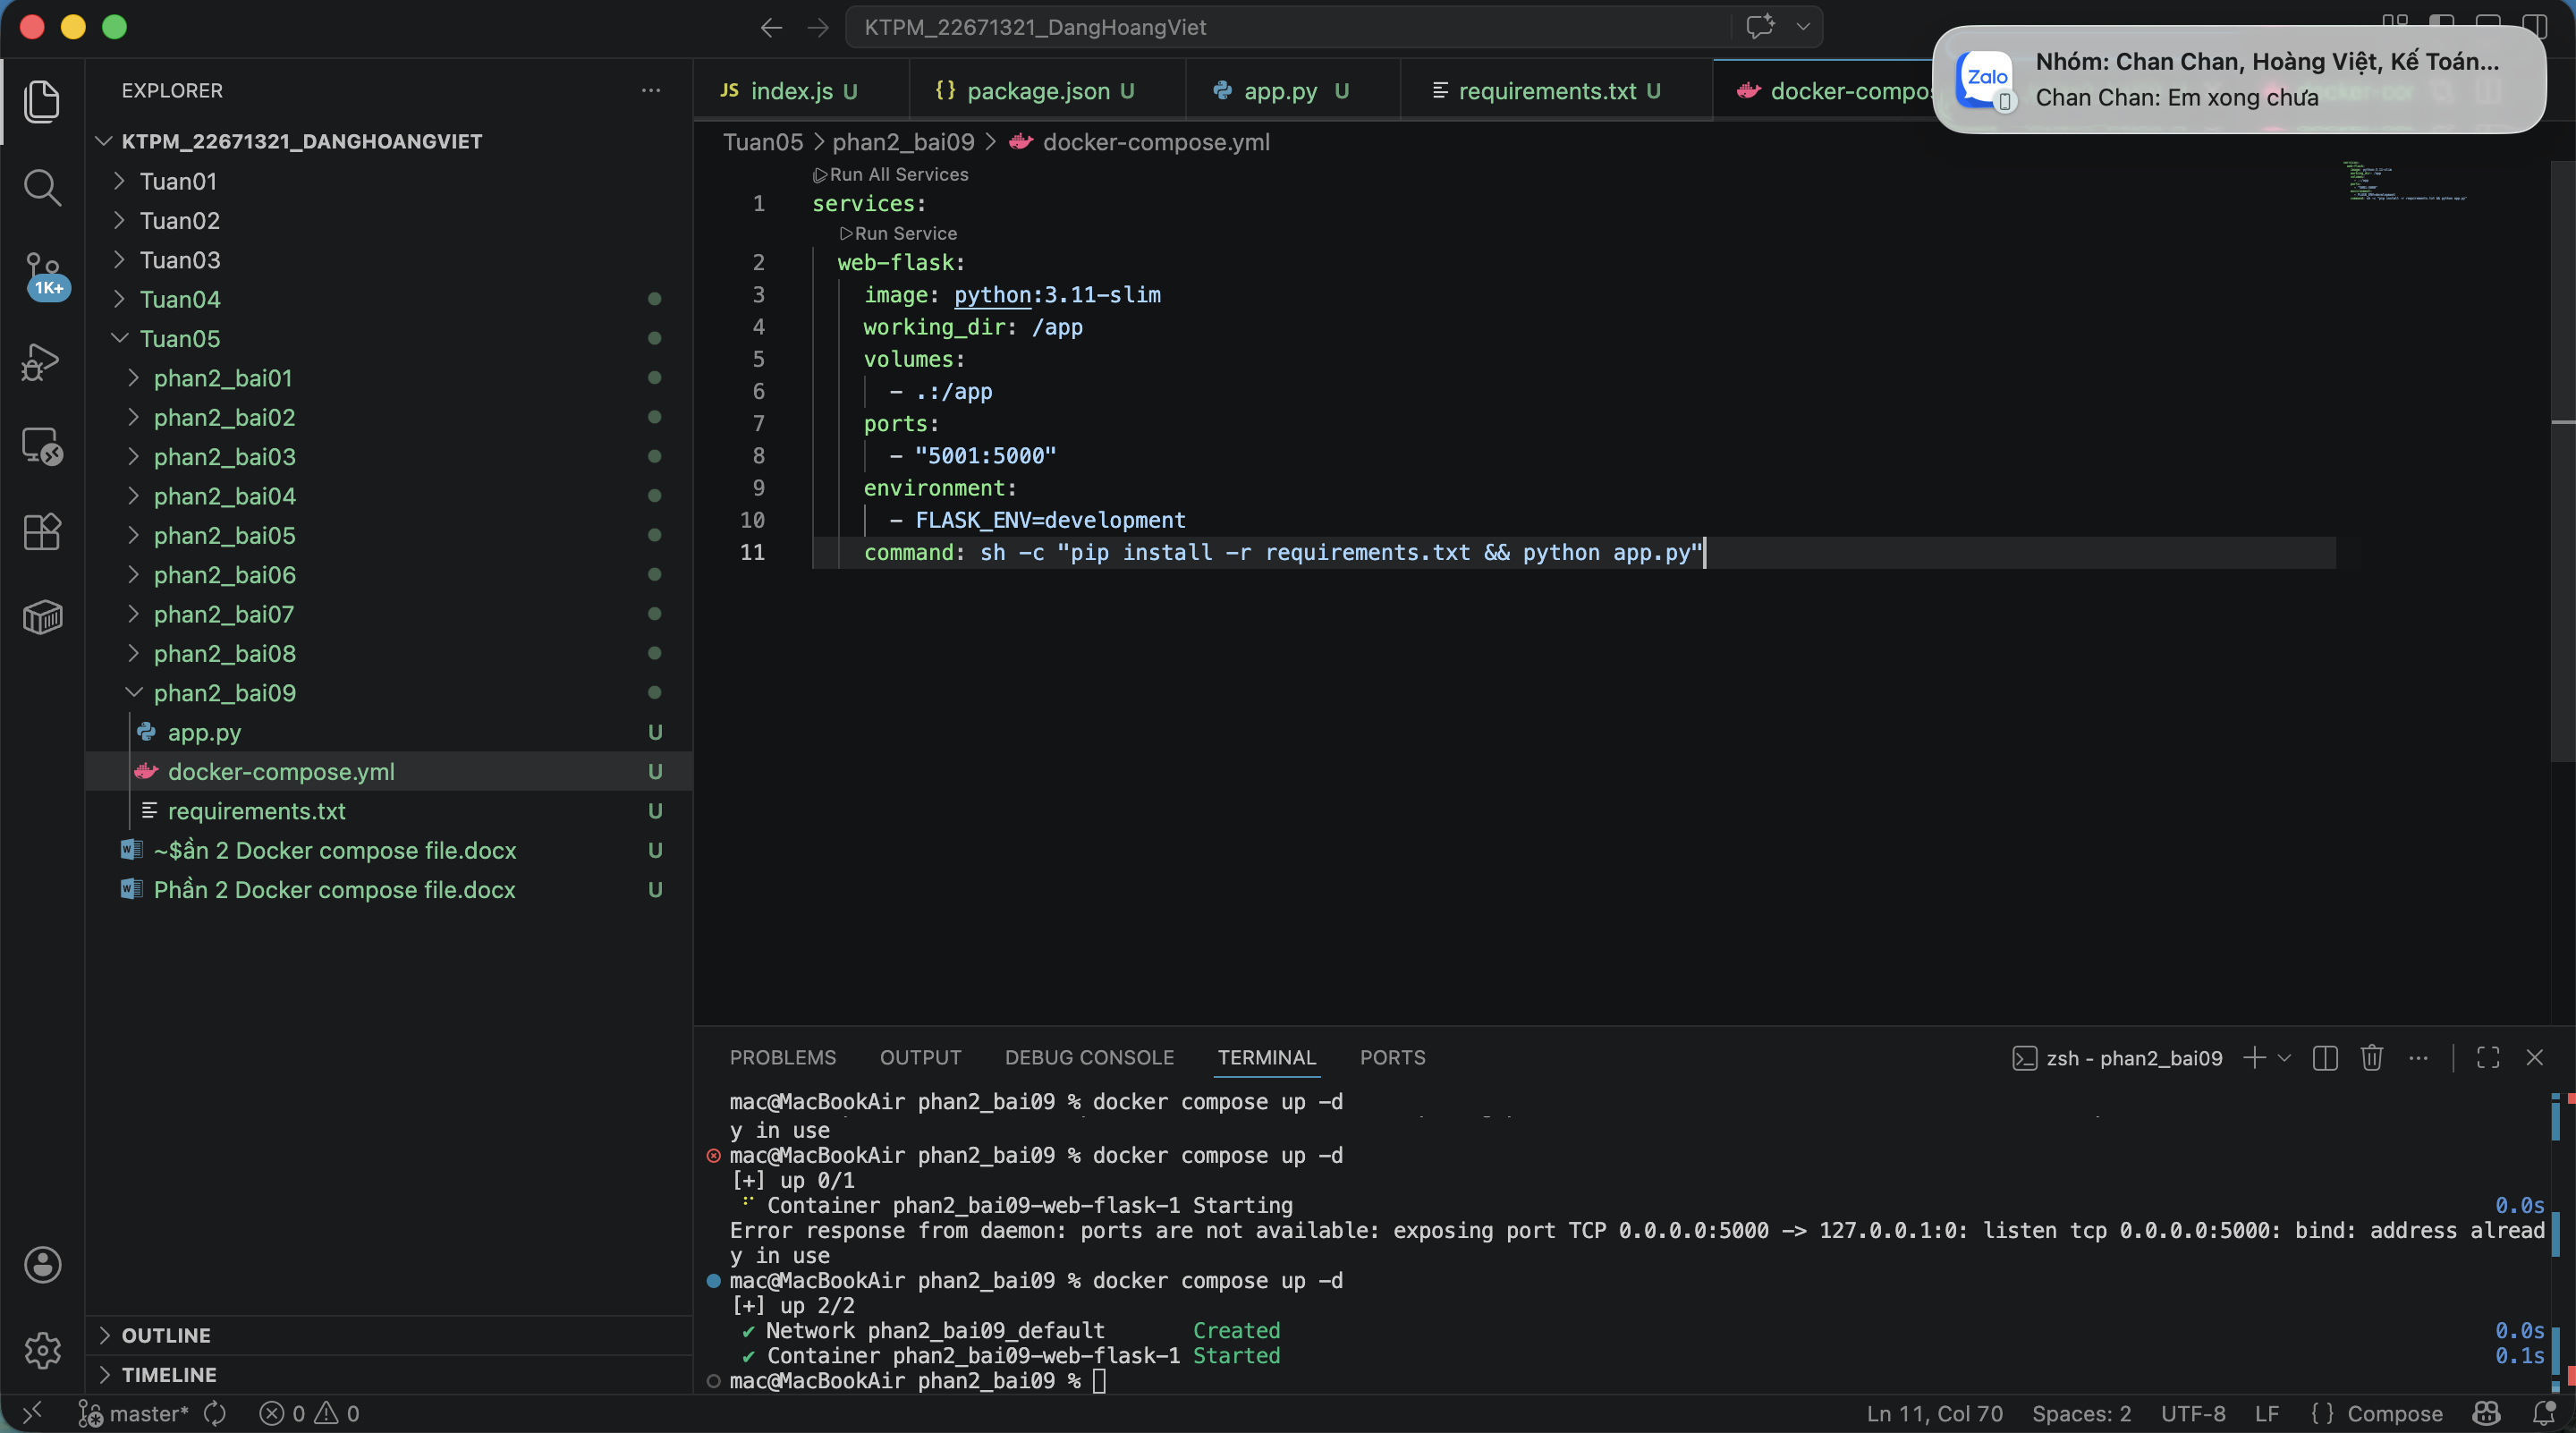 KTPM_22671321_DangHoangViet
Zalo
Nhóm: Chan Chan, Hoàng Việt, Kế Toán...
Chan Chan: Em xong chưa
EXPLORER
KTPM_22671321_DANGHOANGVIET
Tuan01
Tuan02
Tuan03
Tuan04
Tuan05
phan2_bai01
phan2_bai02
phan2_bai03
phan2_bai04
phan2_bai05
phan2_bai06
phan2_bai07
phan2_bai08
phan2_bai09
app.py U
docker-compose.yml U
requirements.txt U
~$ần 2 Docker compose file.docx U
Phần 2 Docker compose file.docx U
OUTLINE
TIMELINE
1K+
JS index.js U
{} package.json U
app.py U
requirements.txt U
docker-compo
Tuan05 > phan2_bai09 > docker-compose.yml
Run All Services
1 services:
Run Service
2 web-flask:
3 image: python:3.11-slim
4 working_dir: /app
5 volumes:
6 - .:/app
7 ports:
8 - "5001:5000"
9 environment:
10 - FLASK_ENV=development
11 command: sh -c "pip install -r requirements.txt && python app.py"
PROBLEMS OUTPUT DEBUG CONSOLE TERMINAL PORTS
zsh - phan2_bai09
mac@MacBookAir phan2_bai09 % docker compose up -d
y in use
mac@MacBookAir phan2_bai09 % docker compose up -d
[+] up 0/1
Container phan2_bai09-web-flask-1 Starting 0.0s
Error response from daemon: ports are not available: exposing port TCP 0.0.0.0:5000 -> 127.0.0.1:0: listen tcp 0.0.0.0:5000: bind: address alread
y in use
mac@MacBookAir phan2_bai09 % docker compose up -d
[+] up 2/2
✔ Network phan2_bai09_default Created 0.0s
✔ Container phan2_bai09-web-flask-1 Started 0.1s
mac@MacBookAir phan2_bai09 %
master* 0 0
Ln 11, Col 70 Spaces: 2 UTF-8 LF {} Compose